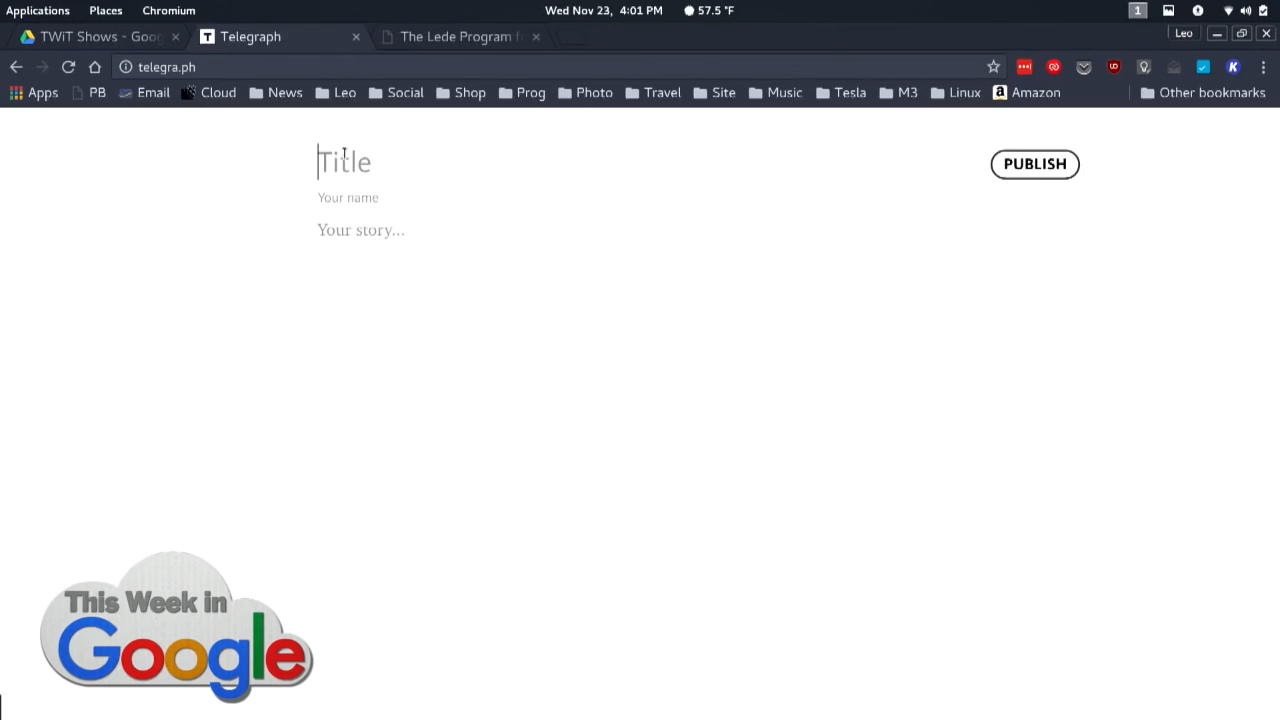 Applications Places Chromium Wed Nov 23, 4:01 PM 57.5 °F 1
TWiT Shows - Goo Telegraph The Lede Program f Leo
telegra.ph
Apps PB Email Cloud News Leo Social Shop Prog Photo Travel Site Music Tesla M3 Linux Amazon Other bookmarks
Title
PUBLISH
Your name
Your story...
This Week in
Google